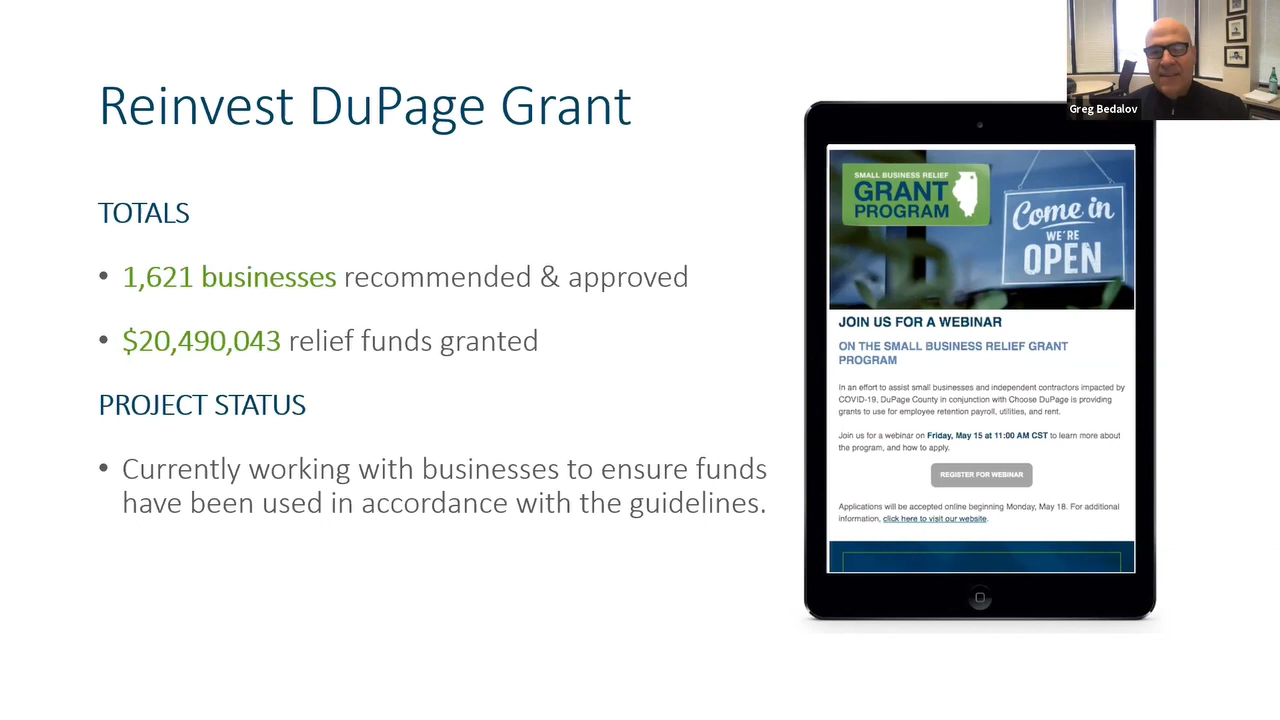 Reinvest DuPage Grant
TOTALS
• 1,621 businesses recommended & approved
• $20,490,043 relief funds granted
PROJECT STATUS
• Currently working with businesses to ensure funds
have been used in accordance with the guidelines.
Greg Bedalov
SMALL BUSINESS RELIEF
GRANT
PROGRAM
Come in
WE'RE
OPEN
JOIN US FOR A WEBINAR
ON THE SMALL BUSINESS RELIEF GRANT
PROGRAM
In an effort to assist small businesses and independent contractors impacted by
COVID-19, DuPage County in conjunction with Choose DuPage is providing
grants to use for employee retention payroll, utilities, and rent.
Join us for a webinar on Friday, May 15 at 11:00 AM CST to learn more about
the program, and how to apply.
REGISTER FOR WEBINAR
Applications will be accepted online beginning Monday, May 18. For additional
information, click here to visit our website.